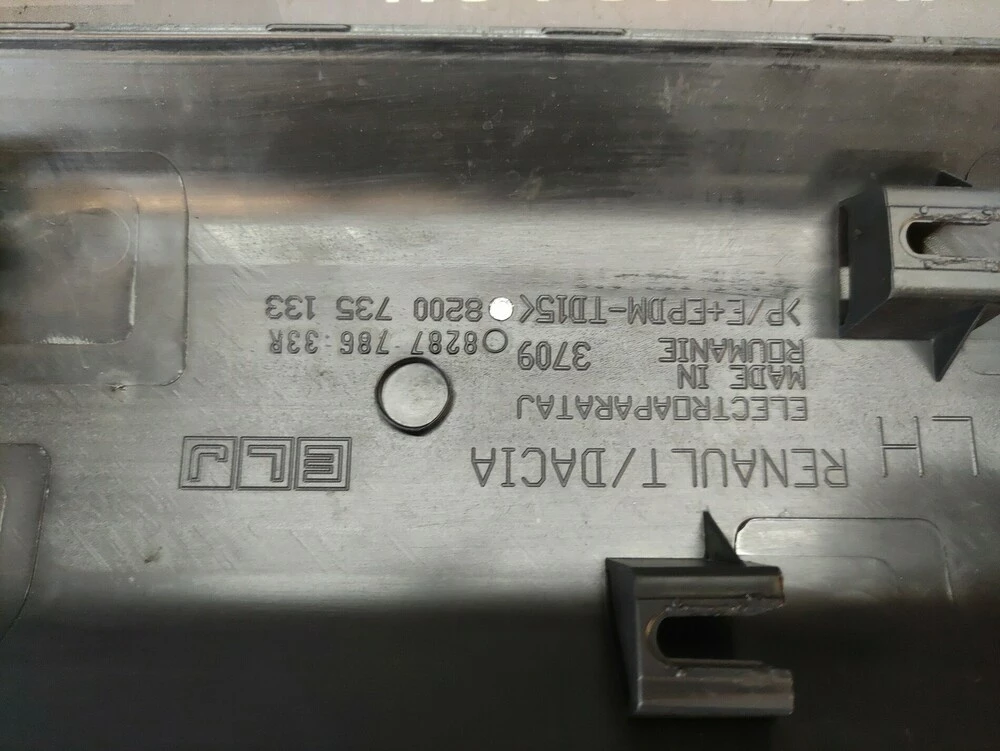 LH RENAULT/DACIA ELJ
ELECTROAPARATAJ
MADE IN
ROUMANIE 3709 8287 786 33R
>P/E+EPDM-TD15< 8200 735 133